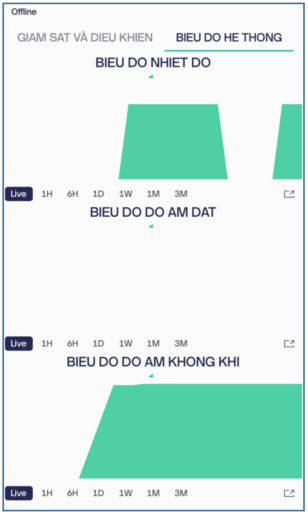 Offline
GIAM SAT VÀ DIEU KHIEN BIEU DO HE THONG
BIEU DO NHIET DO
Live 1H 6H 1D 1W 1M 3M
BIEU DO DO AM DAT
Live 1H 6H 1D 1W 1M 3M
BIEU DO DO AM KHONG KHI
Live 1H 6H 1D 1W 1M 3M